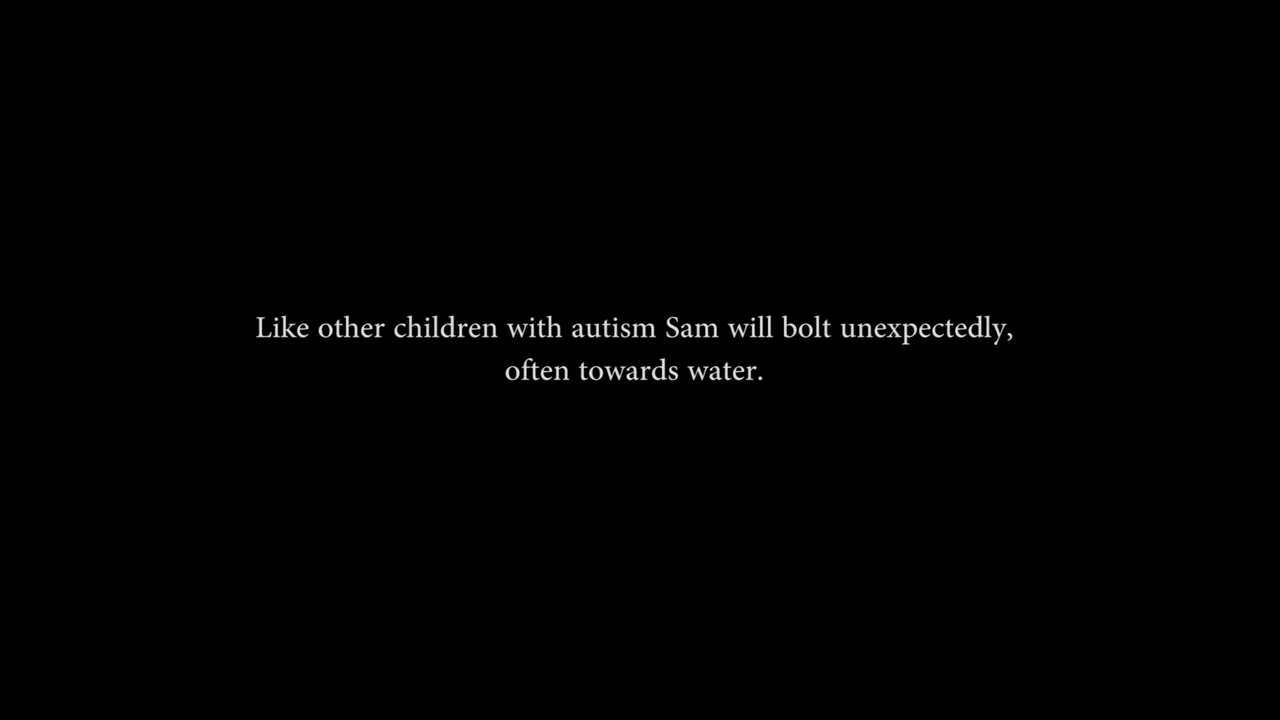 Like other children with autism Sam will bolt unexpectedly,
often towards water.